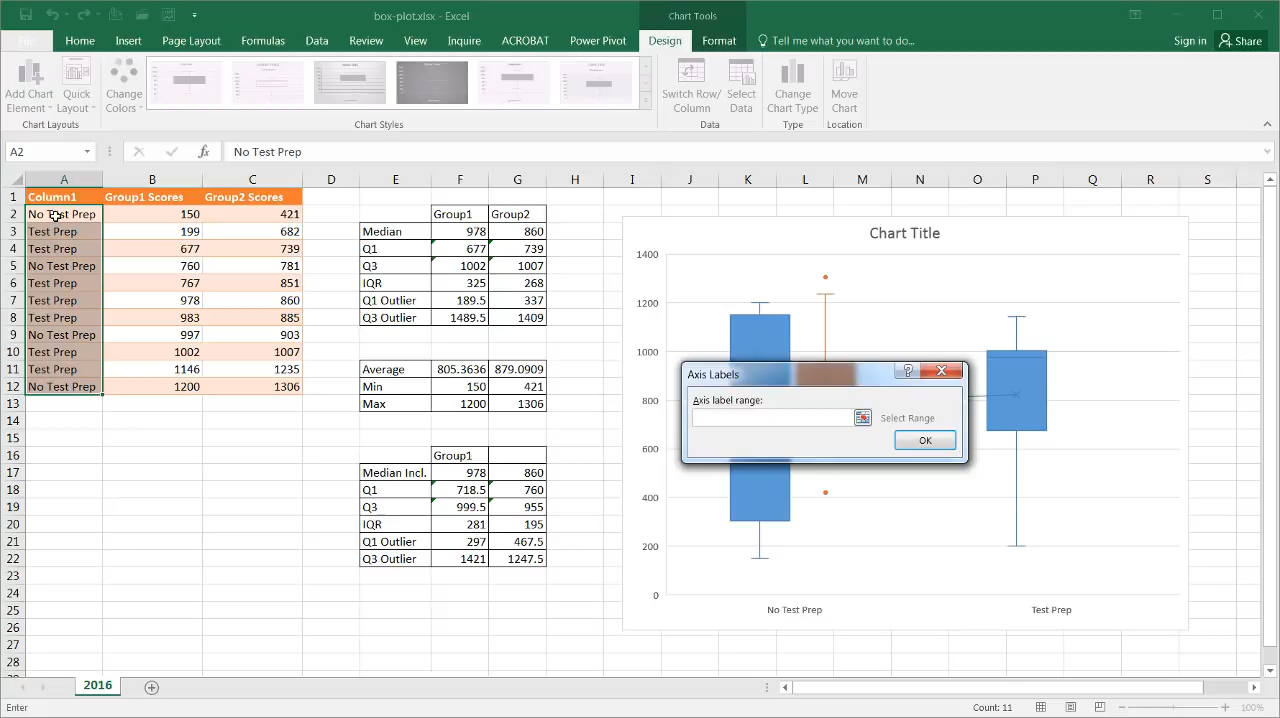 box-plot.xlsx - Excel
Chart Tools
File Home Insert Page Layout Formulas Data Review View Inquire ACROBAT Power Pivot Design Format Tell me what you want to do... Sign in Share
Add Chart Element Quick Layout Change Colors Switch Row/ Column Select Data Change Chart Type Move Chart
Chart Layouts Chart Styles Data Type Location
A2 fx No Test Prep
A B C D E F G H I J K L M N O P Q R S
1 Column1 Group1 Scores Group2 Scores
2 No Test Prep 150 421 Group1 Group2
3 Test Prep 199 682 Median 978 860
4 Test Prep 677 739 Q1 677 739
5 No Test Prep 760 781 Q3 1002 1007
6 Test Prep 767 851 IQR 325 268
7 Test Prep 978 860 Q1 Outlier 189.5 337
8 Test Prep 983 885 Q3 Outlier 1489.5 1409
9 No Test Prep 997 903
10 Test Prep 1002 1007
11 Test Prep 1146 1235 Average 805.3636 879.0909
12 No Test Prep 1200 1306 Min 150 421
13 Max 1200 1306
14
15
16 Group1
17 Median Incl. 978 860
18 Q1 718.5 760
19 Q3 999.5 955
20 IQR 281 195
21 Q1 Outlier 297 467.5
22 Q3 Outlier 1421 1247.5
23
24
25
26
27
28
Chart Title
1400
1200
1000
800
600
400
200
0
No Test Prep Test Prep
Axis Labels ?
Axis label range:
Select Range
OK
2016
Enter Count: 11 100%